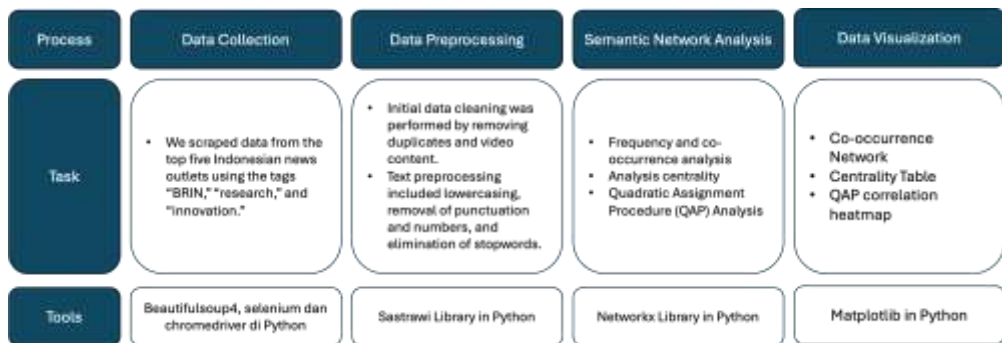 Process
Data Collection
Data Preprocessing
Semantic Network Analysis
Data Visualization
Task
• We scraped data from the
top five Indonesian news
outlets using the tags
“BRIN,” “research,” and
“innovation.”
• Initial data cleaning was
performed by removing
duplicates and video
content.
• Text preprocessing
included lowercasing,
removal of punctuation
and numbers, and
elimination of stopwords.
• Frequency and co-
occurrence analysis
• Analysis centrality
• Quadratic Assignment
Procedure (QAP) Analysis
• Co-occurrence
Network
• Centrality Table
• QAP correlation
heatmap
Tools
Beautifulsoup4, selenium dan
chromedriver di Python
Sastrawi Library in Python
Networkx Library in Python
Matplotlib in Python